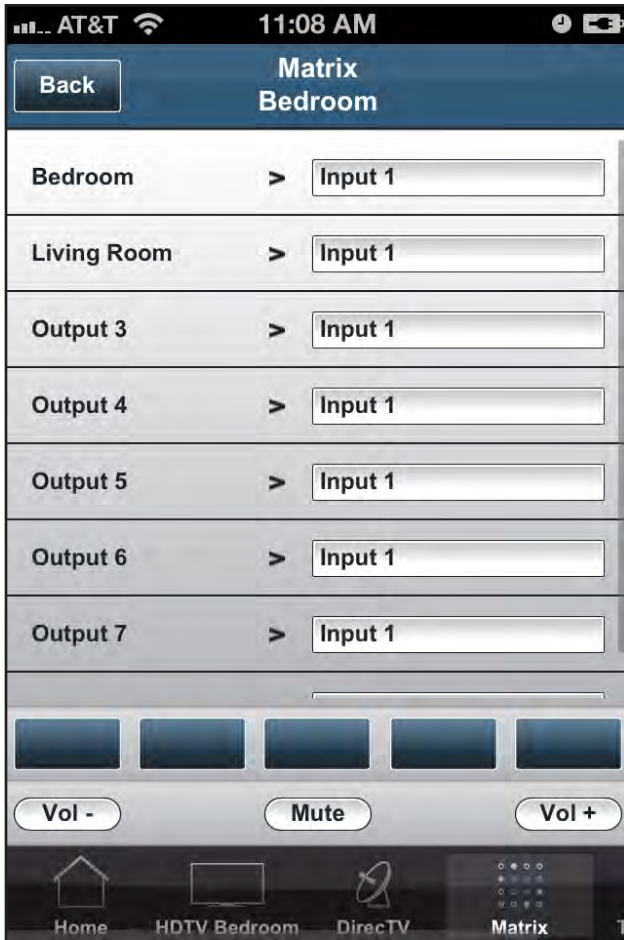 AT&T 11:08 AM
Back
Matrix
Bedroom
Bedroom > Input 1
Living Room > Input 1
Output 3 > Input 1
Output 4 > Input 1
Output 5 > Input 1
Output 6 > Input 1
Output 7 > Input 1
Vol - Mute Vol +
Home HDTV Bedroom DirecTV Matrix T